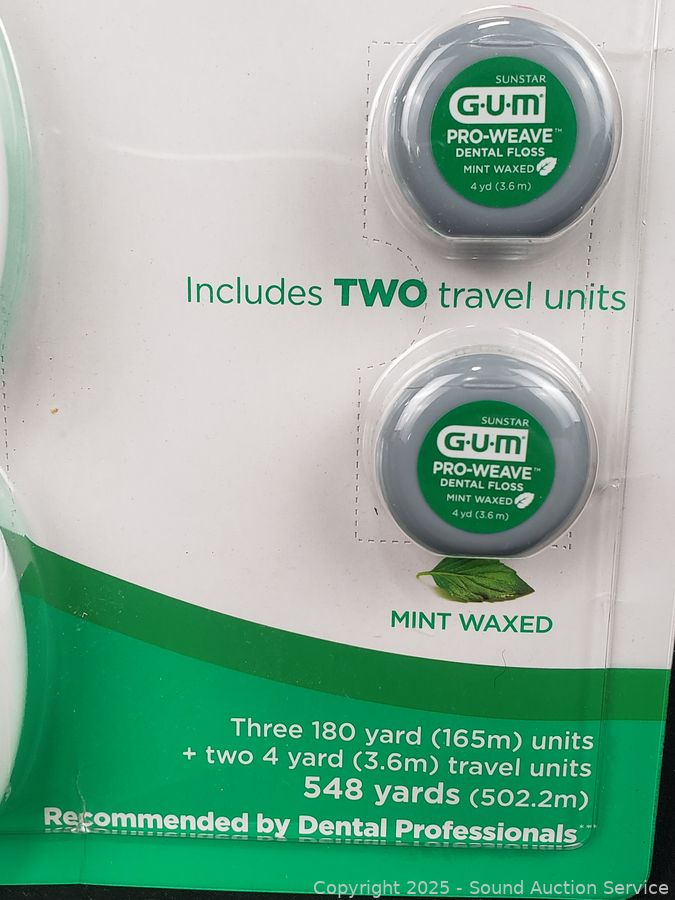 SUNSTAR
G·U·M®
PRO-WEAVE™
DENTAL FLOSS
MINT WAXED
4 yd (3.6 m)
Includes TWO travel units
SUNSTAR
G·U·M®
PRO-WEAVE™
DENTAL FLOSS
MINT WAXED
4 yd (3.6 m)
MINT WAXED
Three 180 yard (165m) units
+ two 4 yard (3.6m) travel units
548 yards (502.2m)
Recommended by Dental Professionals***
Copyright 2025 - Sound Auction Service